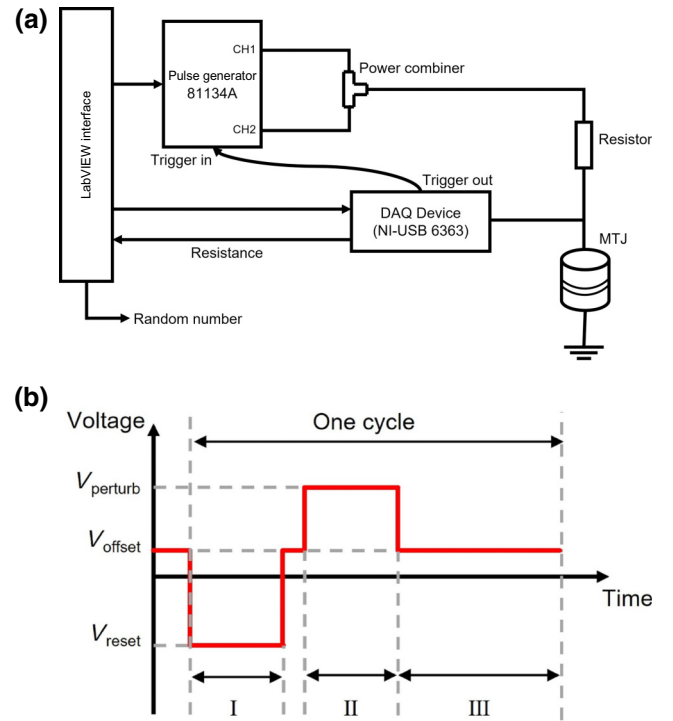 (a)
LabVIEW interface
Pulse generator
81134A
CH1
CH2
Power combiner
Resistor
Trigger in
Trigger out
DAQ Device
(NI-USB 6363)
MTJ
Resistance
Random number
(b)
Voltage
One cycle
Vperturb
Voffset
Time
Vreset
I
II
III